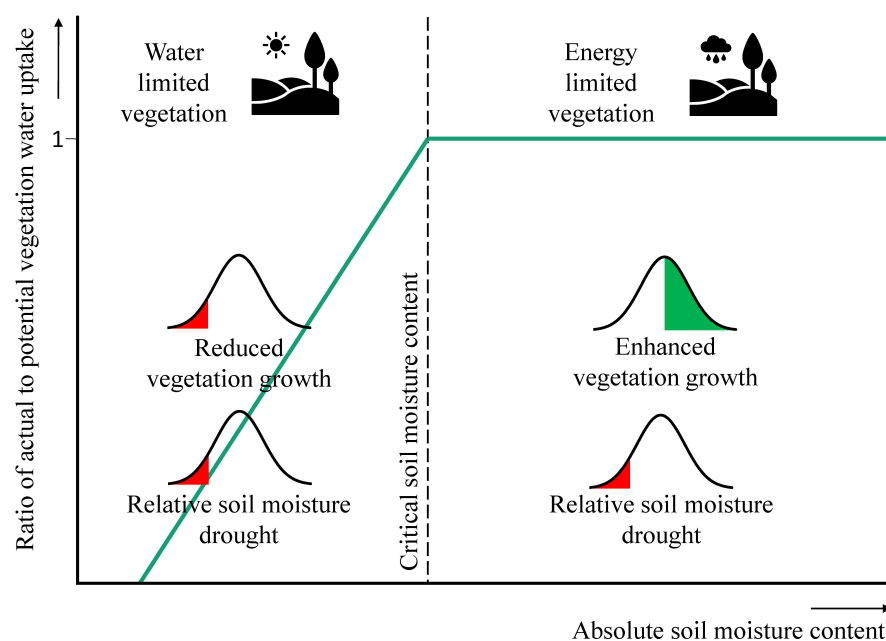 Ratio of actual to potential vegetation water uptake
1
Water
limited
vegetation
Energy
limited
vegetation
Reduced
vegetation growth
Relative soil moisture
drought
Critical soil moisture content
Enhanced
vegetation growth
Relative soil moisture
drought
Absolute soil moisture content